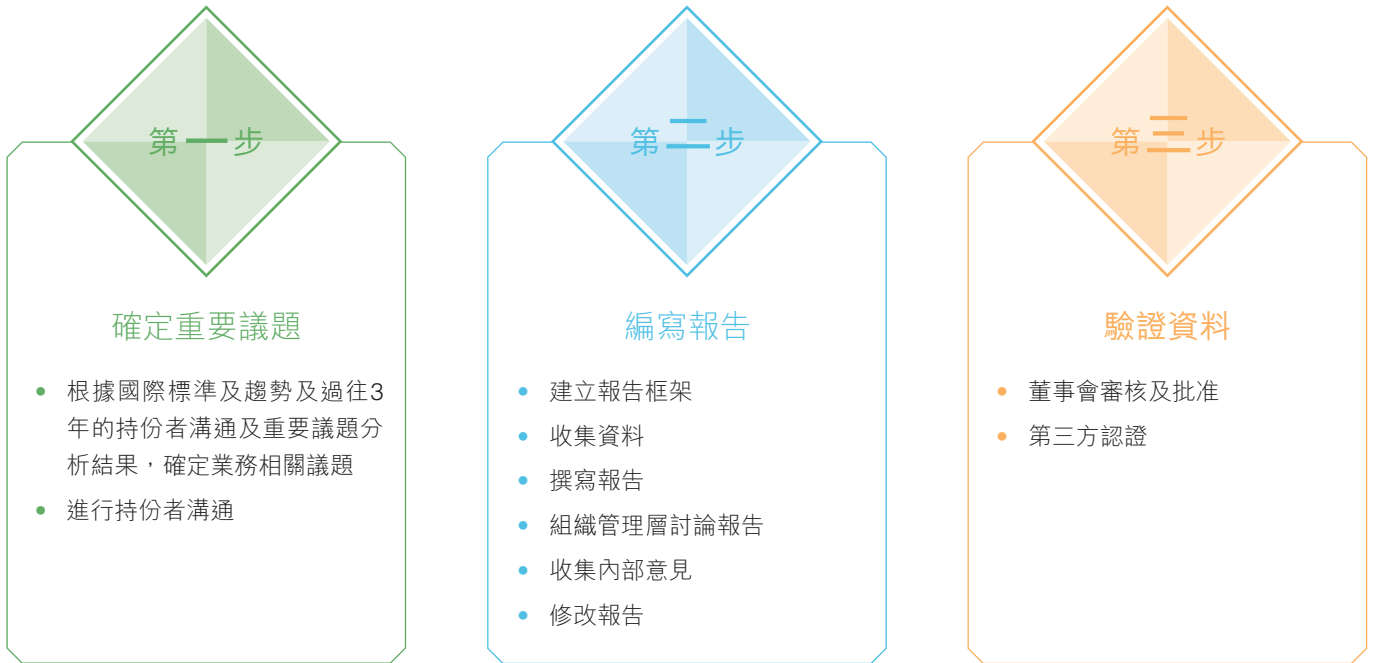 第一步
確定重要議題
根據國際標準及趨勢及過往3
年的持份者溝通及重要議題分
析結果，確定業務相關議題
進行持份者溝通
第二步
編寫報告
建立報告框架
收集資料
撰寫報告
組織管理層討論報告
收集內部意見
修改報告
第三步
驗證資料
董事會審核及批准
第三方認證